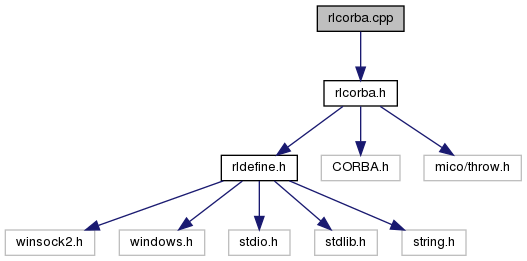 rlcorba.cpp
rlcorba.h
rldefine.h
CORBA.h
mico/throw.h
winsock2.h
windows.h
stdio.h
stdlib.h
string.h